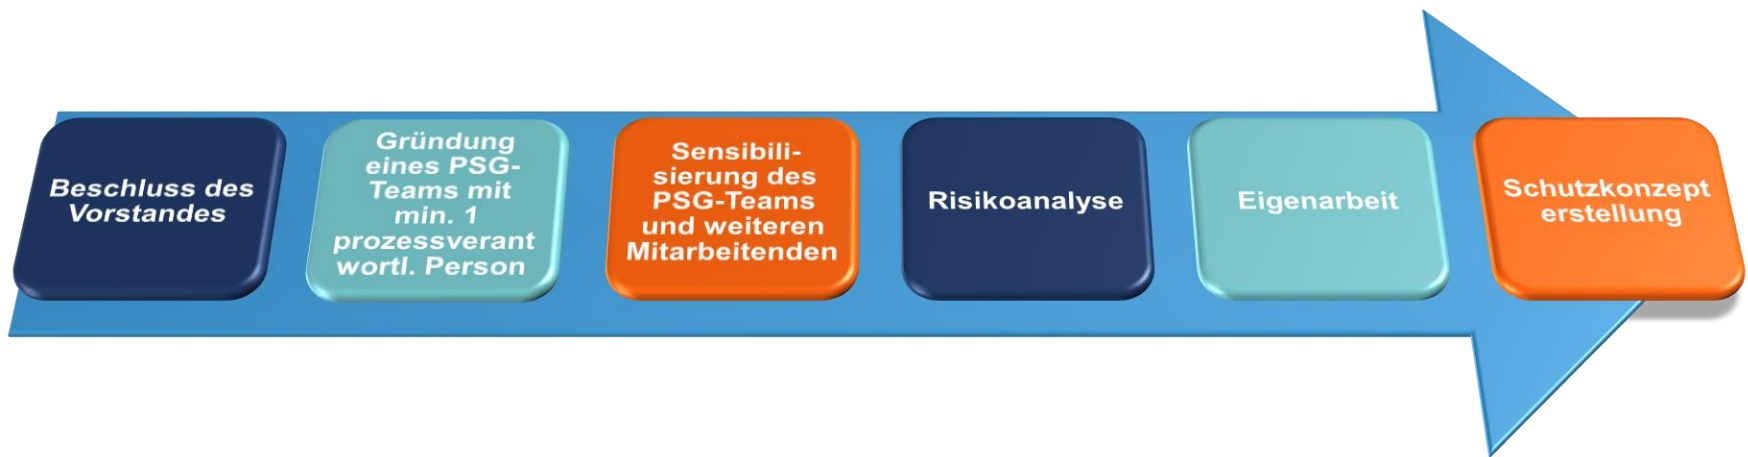 Beschluss des
Vorstandes
Gründung
eines PSG-
Teams mit
min. 1
prozessverant
wortl. Person
Sensibili-
sierung des
PSG-Teams
und weiteren
Mitarbeitenden
Risikoanalyse
Eigenarbeit
Schutzkonzept
erstellung